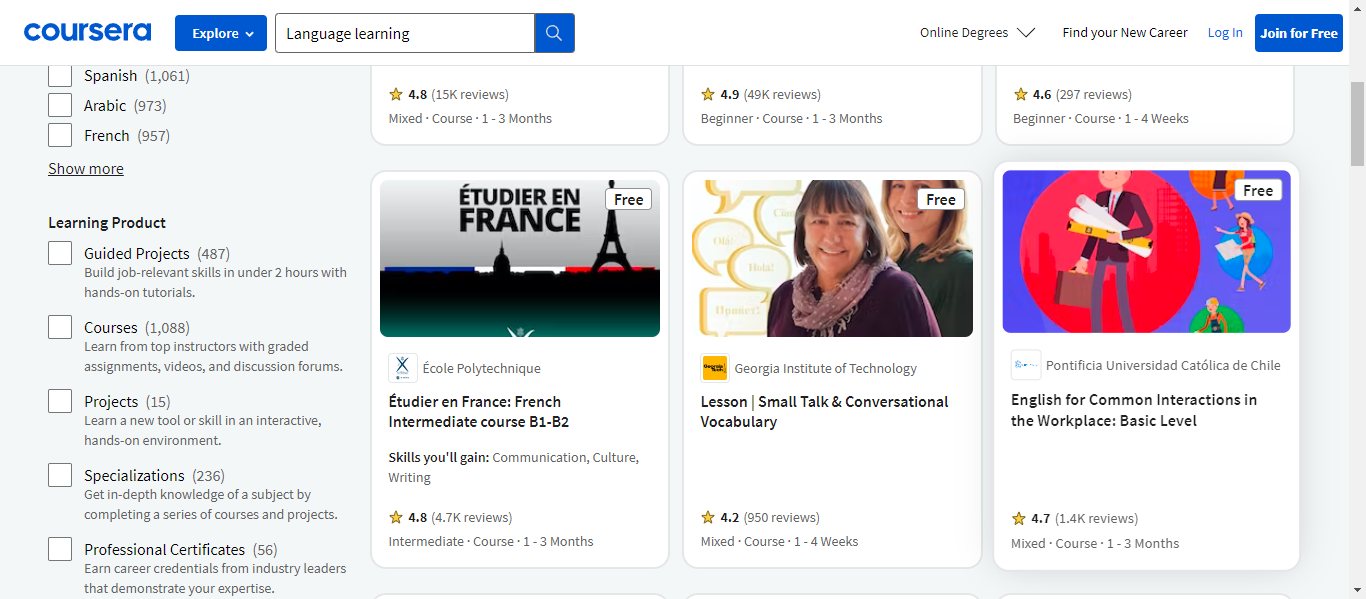 coursera
Explore
Language learning
Online Degrees
Find your New Career
Log In
Join for Free
Spanish (1,061)
Arabic (973)
French (957)
Show more
Learning Product
Guided Projects (487)
Build job-relevant skills in under 2 hours with
hands-on tutorials.
Courses (1,088)
Learn from top instructors with graded
assignments, videos, and discussion forums.
Projects (15)
Learn a new tool or skill in an interactive,
hands-on environment.
Specializations (236)
Get in-depth knowledge of a subject by
completing a series of courses and projects.
Professional Certificates (56)
Earn career credentials from industry leaders
that demonstrate your expertise.
4.8 (15K reviews)
Mixed · Course · 1 - 3 Months
4.9 (49K reviews)
Beginner · Course · 1 - 3 Months
4.6 (297 reviews)
Beginner · Course · 1 - 4 Weeks
ÉTUDIER EN
FRANCE
Free
École Polytechnique
Étudier en France: French
Intermediate course B1-B2
Skills you'll gain: Communication, Culture,
Writing
4.8 (4.7K reviews)
Intermediate · Course · 1 - 3 Months
Olá!
Hola!
Привет!
Free
Georgia Institute of Technology
Lesson | Small Talk & Conversational
Vocabulary
4.2 (950 reviews)
Mixed · Course · 1 - 4 Weeks
Free
Pontificia Universidad Católica de Chile
English for Common Interactions in
the Workplace: Basic Level
4.7 (1.4K reviews)
Mixed · Course · 1 - 3 Months